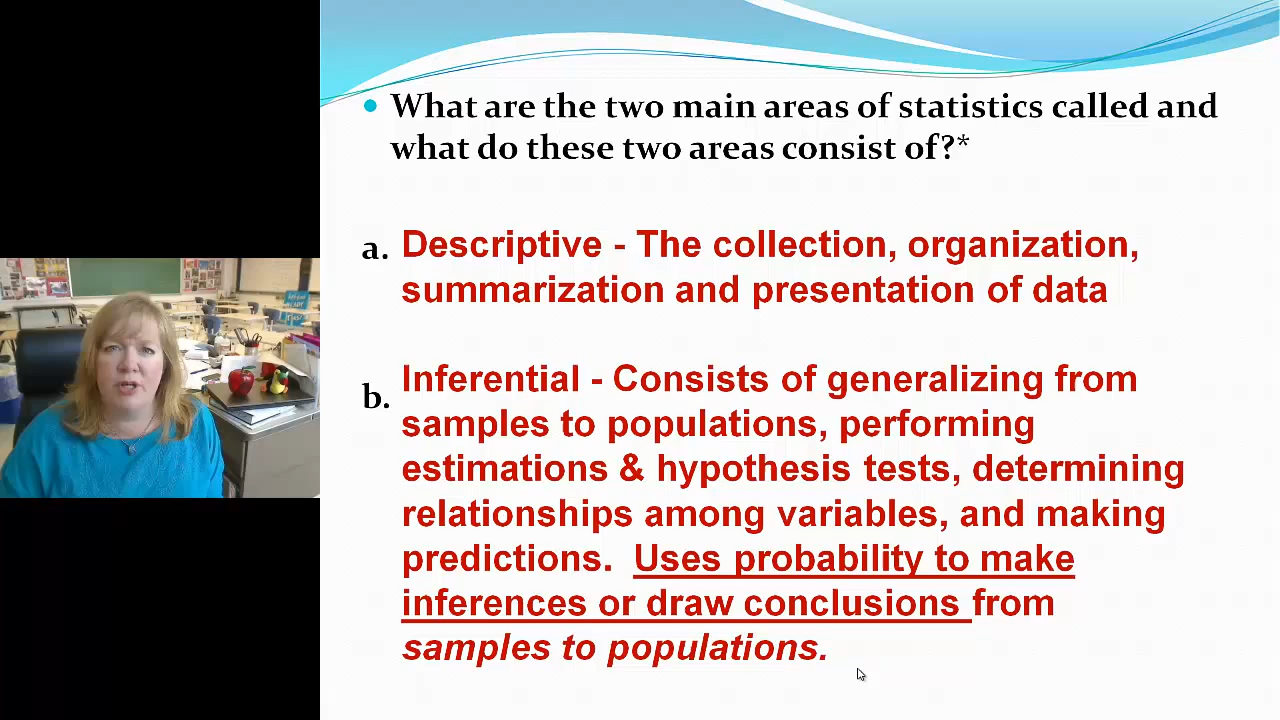 • What are the two main areas of statistics called and
what do these two areas consist of?*
a. Descriptive - The collection, organization,
summarization and presentation of data
b. Inferential - Consists of generalizing from
samples to populations, performing
estimations & hypothesis tests, determining
relationships among variables, and making
predictions. Uses probability to make
inferences or draw conclusions from
samples to populations.